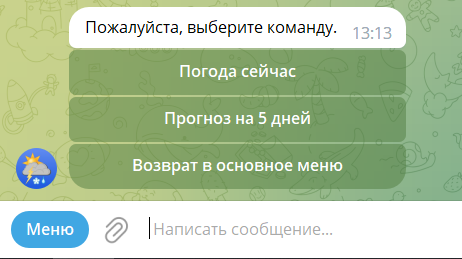 Пожалуйста, выберите команду.
13:13
Погода сейчас
Прогноз на 5 дней
Возврат в основное меню
Меню
Написать сообщение...